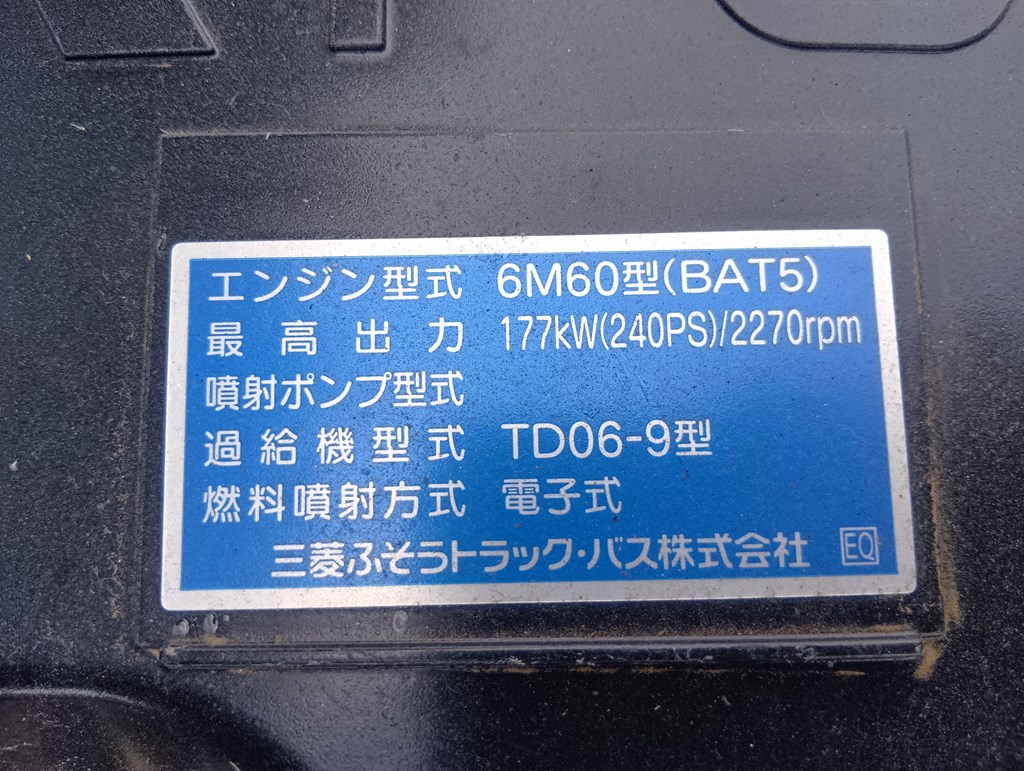 エンジン型式 6M60型(BAT5)
最高出力 177kW(240PS)/2270rpm
噴射ポンプ型式
過給機型式 TD06-9型
燃料噴射方式 電子式
三菱ふそうトラック・バス株式会社 EQ